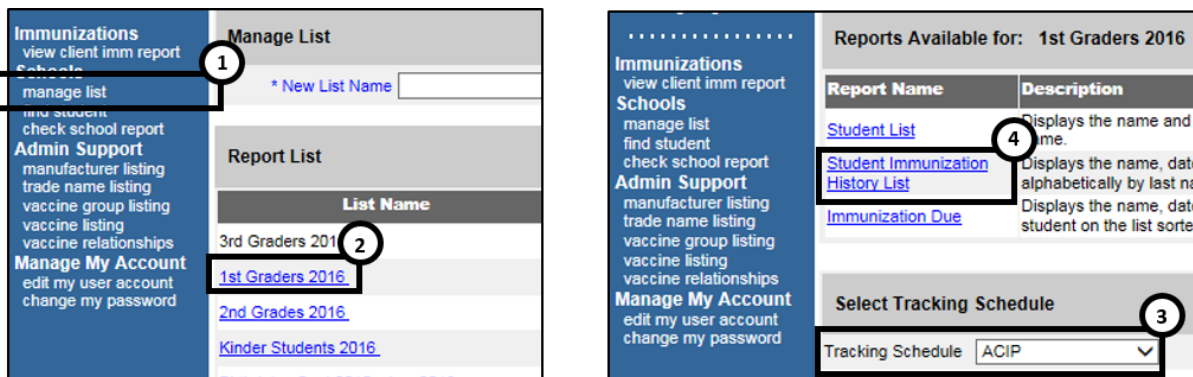 Immunizations
view client imm report
Schools
manage list
find student
check school report
Admin Support
manufacturer listing
trade name listing
vaccine group listing
vaccine listing
vaccine relationships
Manage My Account
edit my user account
change my password
1
Manage List
* New List Name
Report List
List Name
3rd Graders 201
2
1st Graders 2016
2nd Grades 2016
Kinder Students 2016
Immunizations
view client imm report
Schools
manage list
find student
check school report
Admin Support
manufacturer listing
trade name listing
vaccine group listing
vaccine listing
vaccine relationships
Manage My Account
edit my user account
change my password
Reports Available for: 1st Graders 2016
Report Name Description
Student List Displays the name and
4
Student Immunization Displays the name, dat
History List alphabetically by last na
Immunization Due Displays the name, dat
student on the list sorte
Select Tracking Schedule
3
Tracking Schedule ACIP